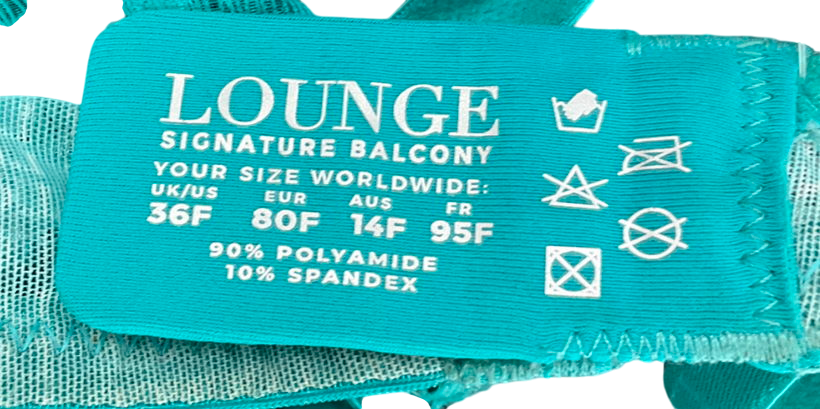 LOUNGE
SIGNATURE BALCONY
YOUR SIZE WORLDWIDE:
UK/US EUR AUS FR
36F 80F 14F 95F
90% POLYAMIDE
10% SPANDEX